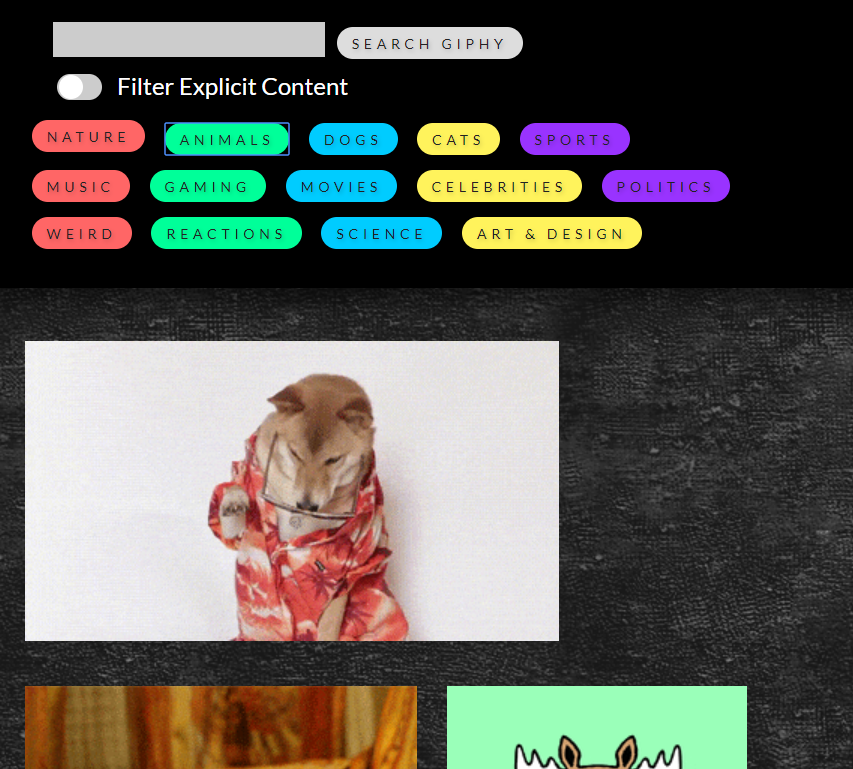 SEARCH GIPHY
Filter Explicit Content
NATURE ANIMALS DOGS CATS SPORTS
MUSIC GAMING MOVIES CELEBRITIES POLITICS
WEIRD REACTIONS SCIENCE ART & DESIGN